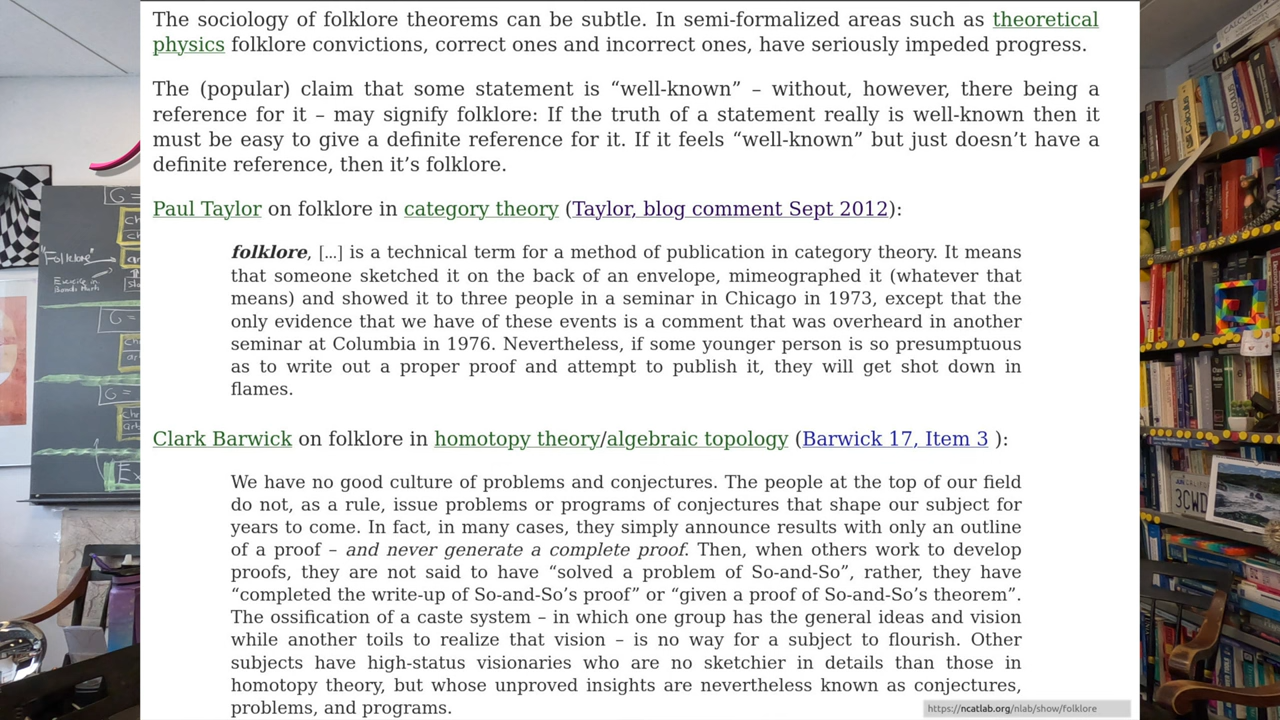 The sociology of folklore theorems can be subtle. In semi-formalized areas such as theoretical
physics folklore convictions, correct ones and incorrect ones, have seriously impeded progress.
The (popular) claim that some statement is “well-known” – without, however, there being a
reference for it – may signify folklore: If the truth of a statement really is well-known then it
must be easy to give a definite reference for it. If it feels “well-known” but just doesn’t have a
definite reference, then it’s folklore.
Paul Taylor on folklore in category theory (Taylor, blog comment Sept 2012):
folklore, [...] is a technical term for a method of publication in category theory. It means
that someone sketched it on the back of an envelope, mimeographed it (whatever that
means) and showed it to three people in a seminar in Chicago in 1973, except that the
only evidence that we have of these events is a comment that was overheard in another
seminar at Columbia in 1976. Nevertheless, if some younger person is so presumptuous
as to write out a proper proof and attempt to publish it, they will get shot down in
flames.
Clark Barwick on folklore in homotopy theory/algebraic topology (Barwick 17, Item 3 ):
We have no good culture of problems and conjectures. The people at the top of our field
do not, as a rule, issue problems or programs of conjectures that shape our subject for
years to come. In fact, in many cases, they simply announce results with only an outline
of a proof – and never generate a complete proof. Then, when others work to develop
proofs, they are not said to have “solved a problem of So-and-So”, rather, they have
“completed the write-up of So-and-So’s proof” or “given a proof of So-and-So’s theorem”.
The ossification of a caste system – in which one group has the general ideas and vision
while another toils to realize that vision – is no way for a subject to flourish. Other
subjects have high-status visionaries who are no sketchier in details than those in
homotopy theory, but whose unproved insights are nevertheless known as conjectures,
problems, and programs.
https://ncatlab.org/nlab/show/folklore
"Folklore"
Exercise in
3CWD